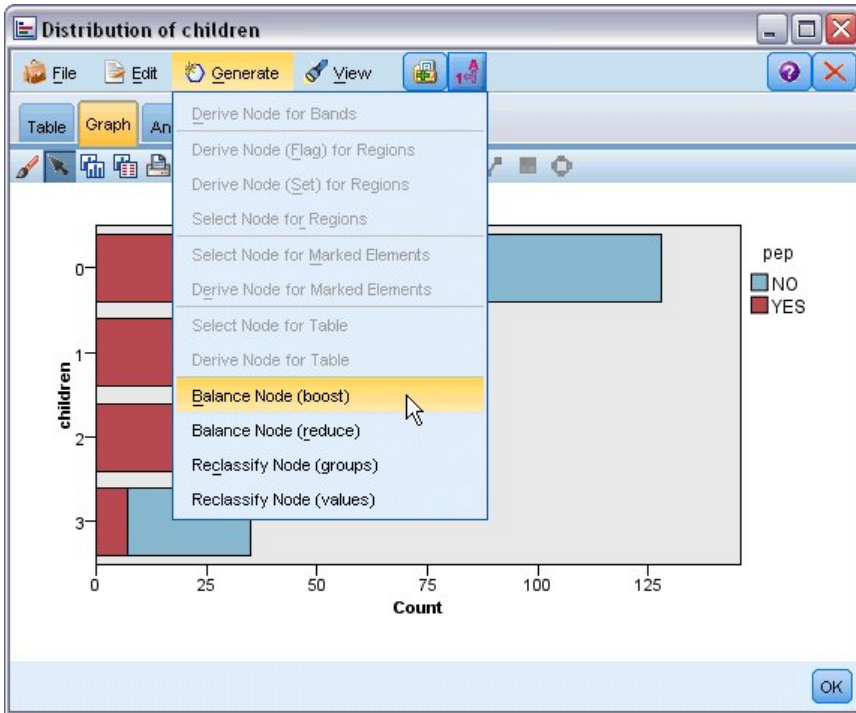 Distribution of children
File Edit Generate View
Table Graph An
Derive Node for Bands
Derive Node (Flag) for Regions
Derive Node (Set) for Regions
Select Node for Regions
Select Node for Marked Elements
Derive Node for Marked Elements
Select Node for Table
Derive Node for Table
Balance Node (boost)
Balance Node (reduce)
Reclassify Node (groups)
Reclassify Node (values)
children
0
1
2
3
0 25 50 75 100 125
Count
pep
NO
YES
OK